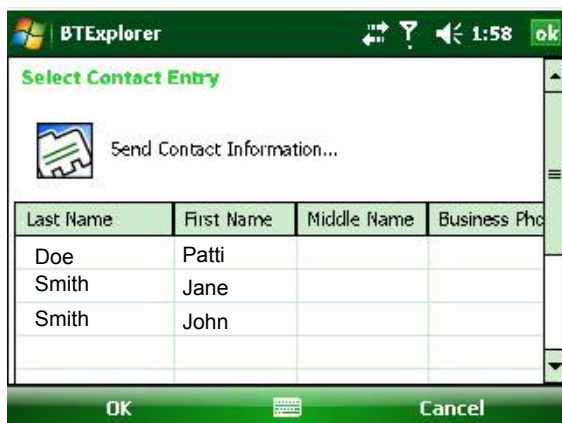 BTExplorer 1:58 ok
Select Contact Entry
Send Contact Information...
Last Name First Name Middle Name Business Pho
Doe Patti
Smith Jane
Smith John
OK Cancel